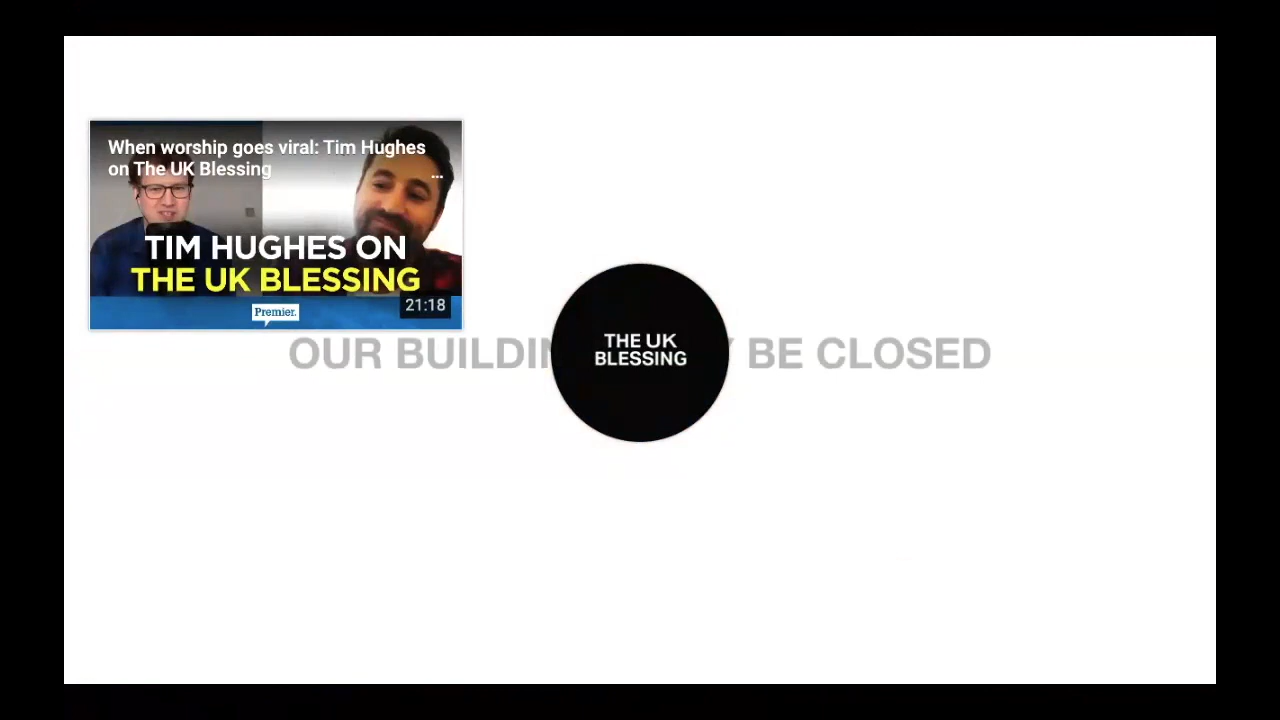 When worship goes viral: Tim Hughes
on The UK Blessing
...
TIM HUGHES ON
THE UK BLESSING
21:18
Premier.
OUR BUILDIN BE CLOSED
THE UK
BLESSING